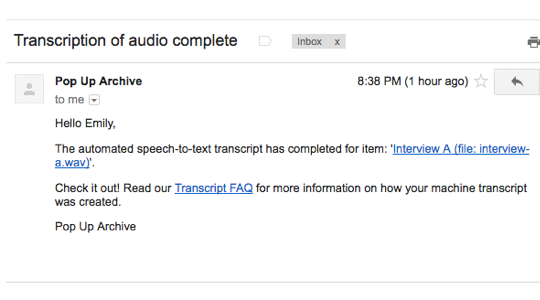 Transcription of audio complete
Inbox x
Pop Up Archive
8:38 PM (1 hour ago)
to me
Hello Emily,
The automated speech-to-text transcript has completed for item: 'Interview A (file: interview-
a.wav)'.
Check it out! Read our Transcript FAQ for more information on how your machine transcript
was created.
Pop Up Archive